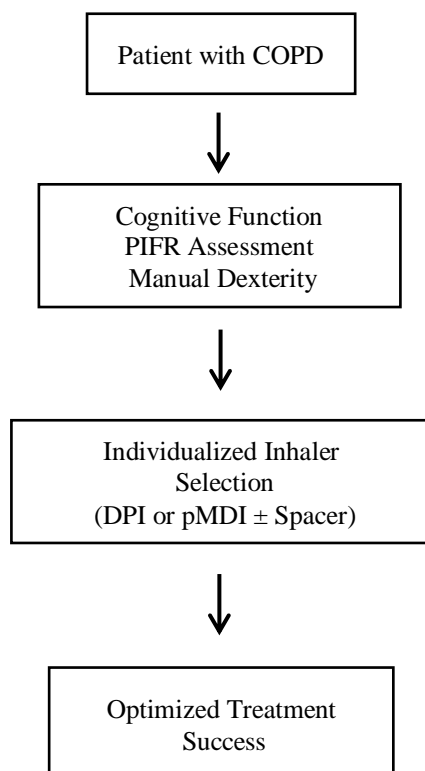 Patient with COPD
Cognitive Function
PIFR Assessment
Manual Dexterity
Individualized Inhaler
Selection
(DPI or pMDI ± Spacer)
Optimized Treatment
Success